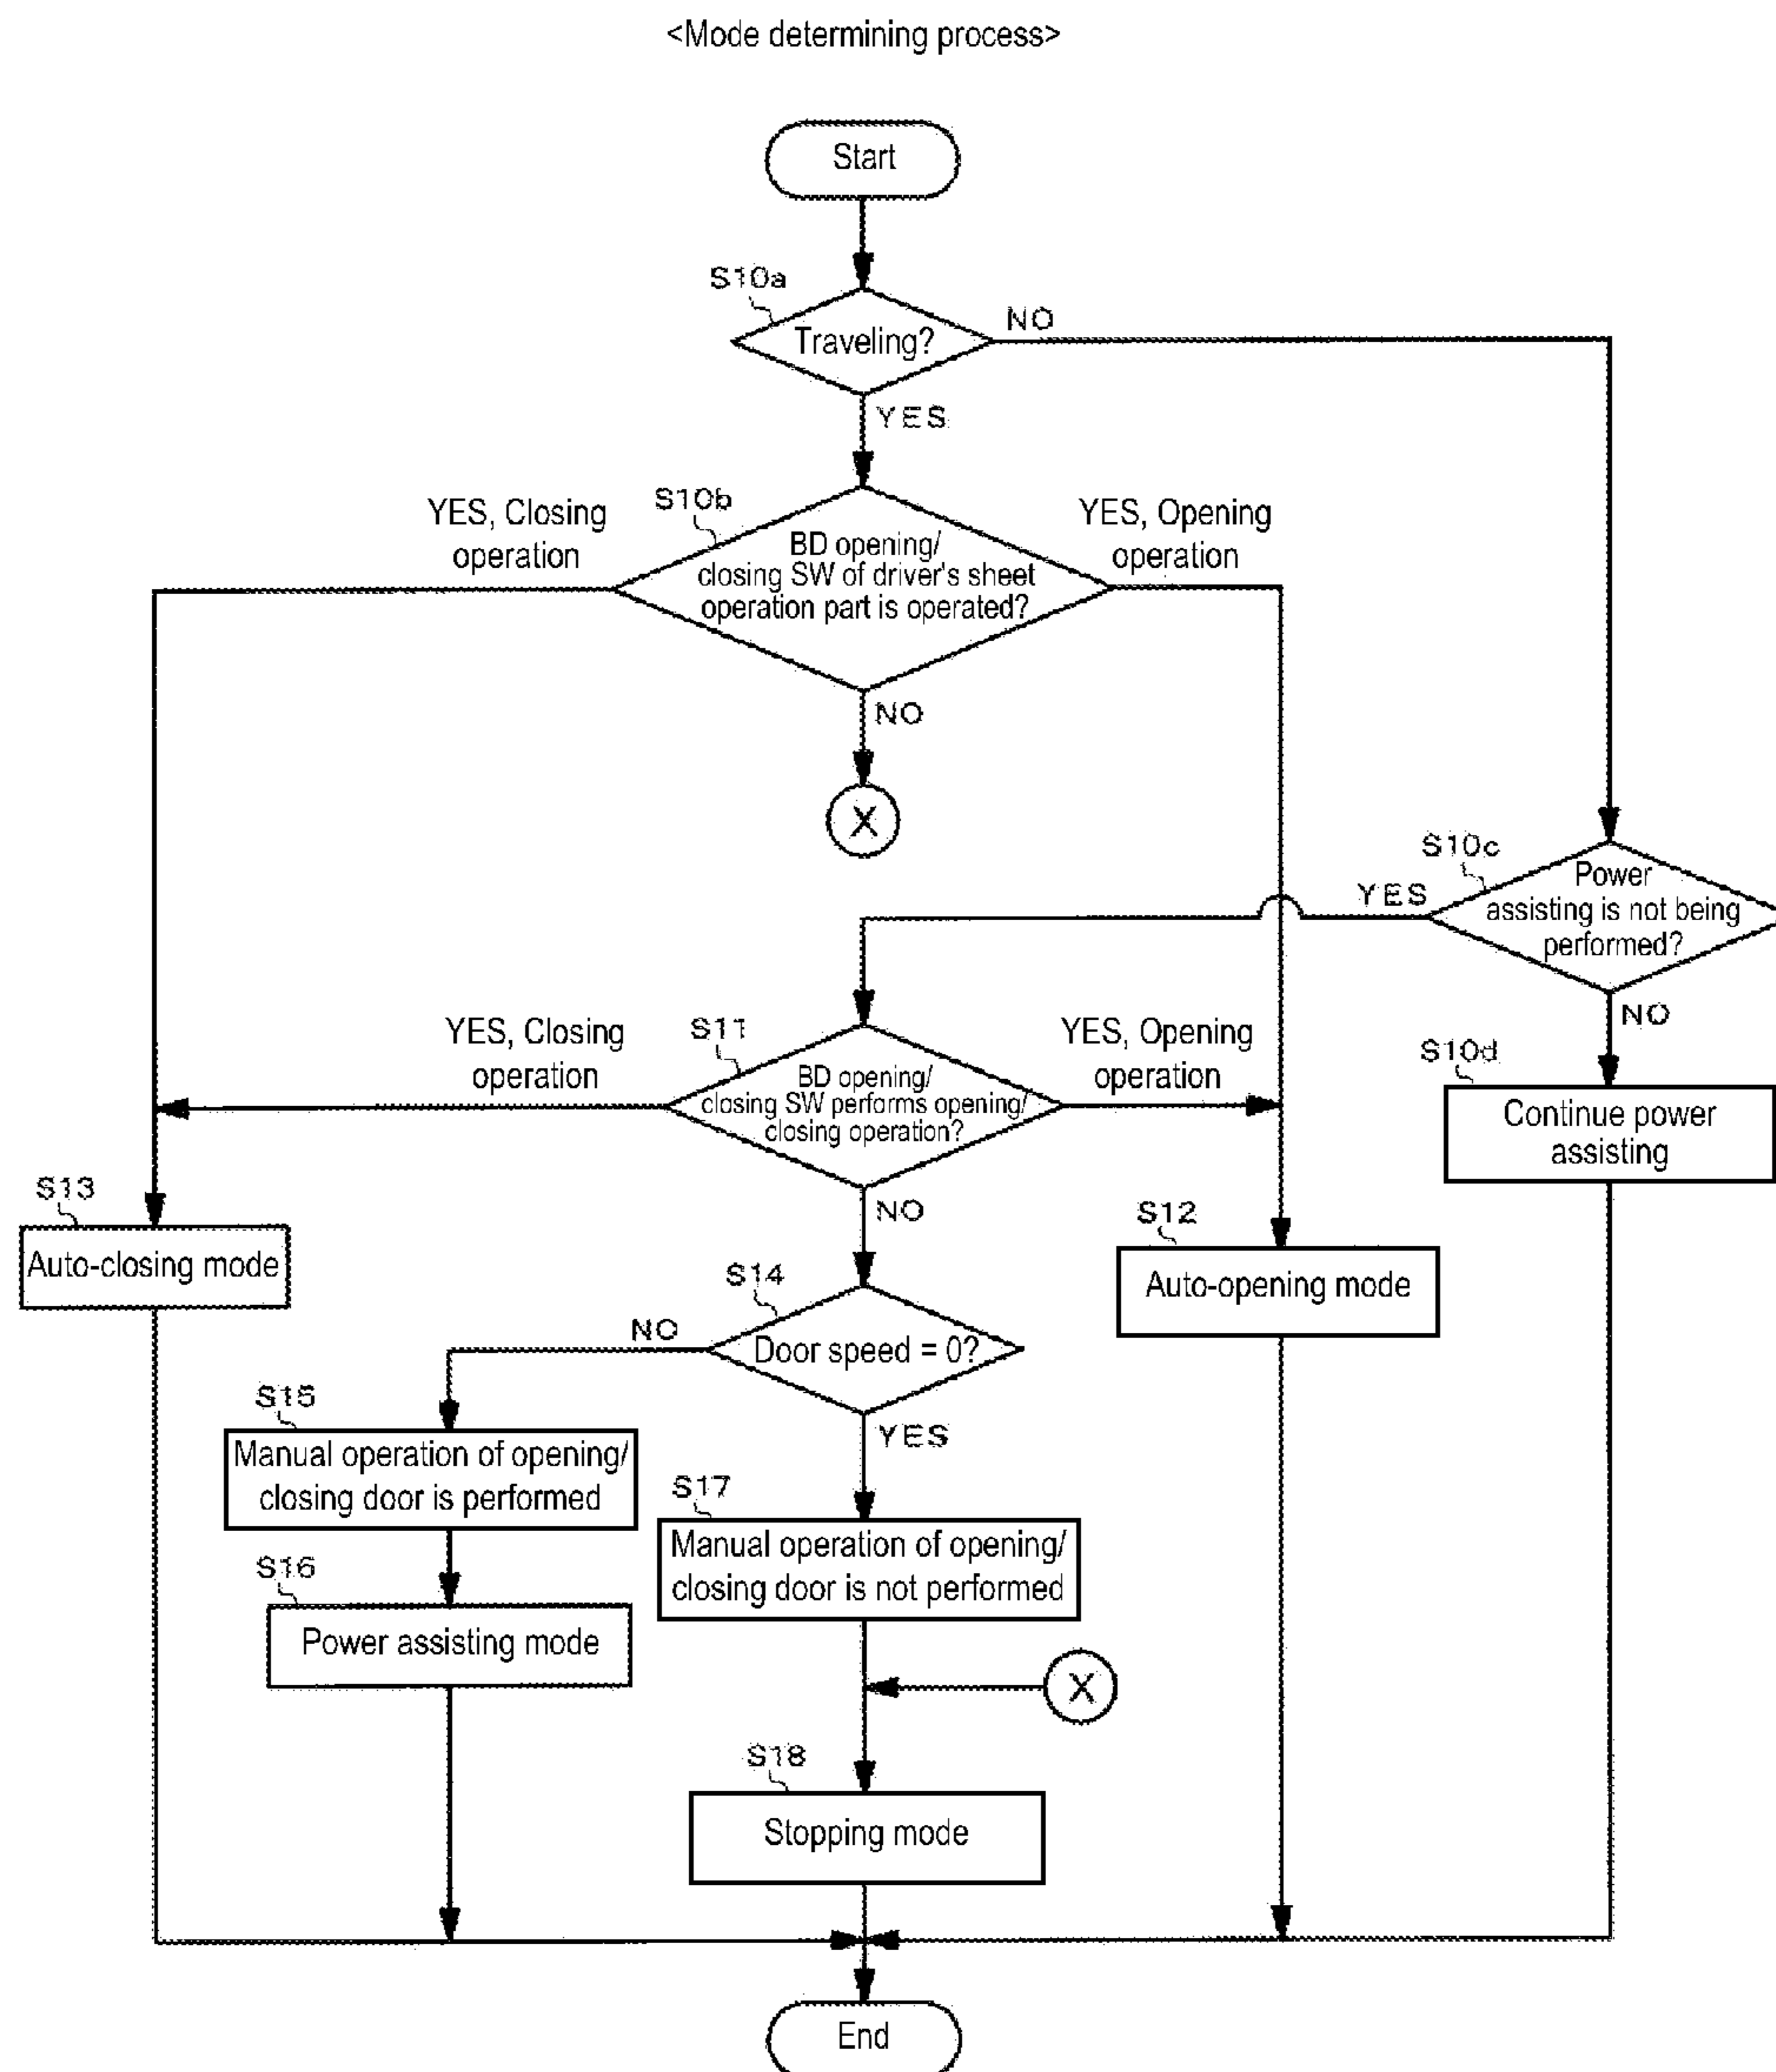 <Mode determining process>
Start
S10a
Traveling?
NO
YES
S10b
YES, Closing
operation
BD opening/
closing SW of driver's sheet
operation part is operated?
YES, Opening
operation
NO
X
S10c
Power
assisting is not being
performed?
YES
NO
S10d
Continue power
assisting
S11
YES, Closing
operation
BD opening/
closing SW performs opening/
closing operation?
YES, Opening
operation
NO
S13
Auto-closing mode
S12
Auto-opening mode
S14
Door speed = 0?
NO
YES
S15
Manual operation of opening/
closing door is performed
S16
Power assisting mode
S17
Manual operation of opening/
closing door is not performed
X
S18
Stopping mode
End